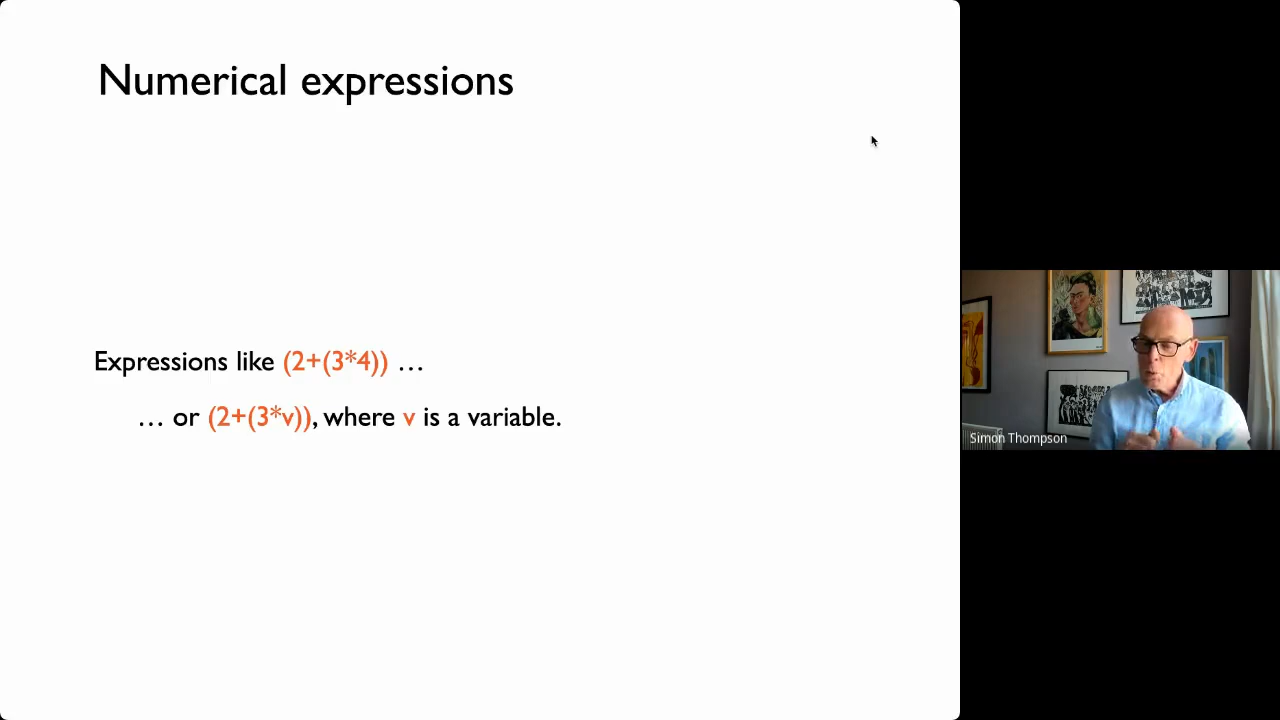 Numerical expressions
Expressions like (2+(3*4)) …
… or (2+(3*v)), where v is a variable.
Simon Thompson